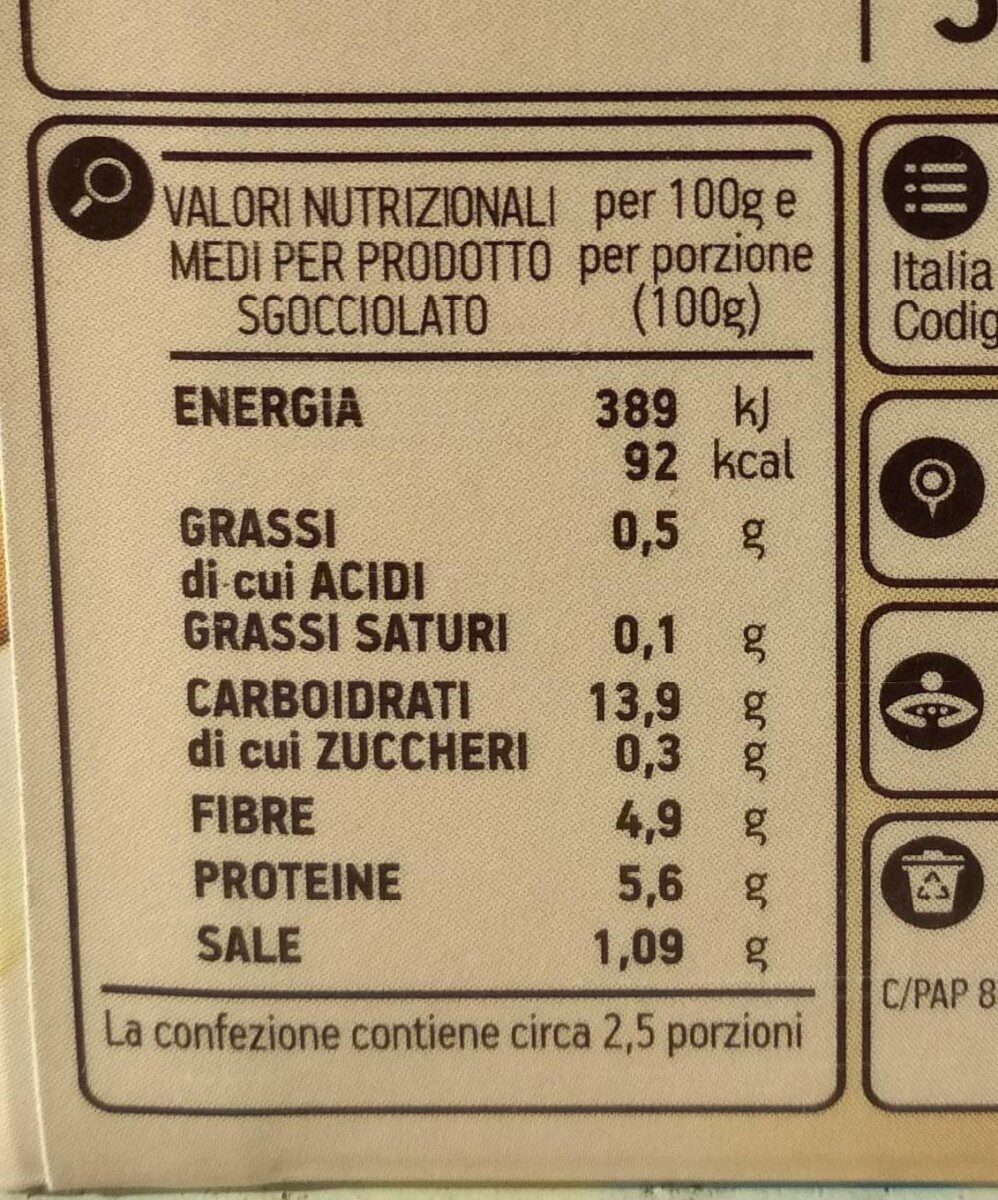 VALORI NUTRIZIONALI per 100g e
MEDI PER PRODOTTO per porzione
SGOCCIOLATO (100g)
ENERGIA 389 kJ
92 kcal
GRASSI 0,5 g
di cui ACIDI
GRASSI SATURI 0,1 g
CARBOIDRATI 13,9 g
di cui ZUCCHERI 0,3 g
FIBRE 4,9 g
PROTEINE 5,6 g
SALE 1,09 g
La confezione contiene circa 2,5 porzioni
Italia
Codig
C/PAP 8